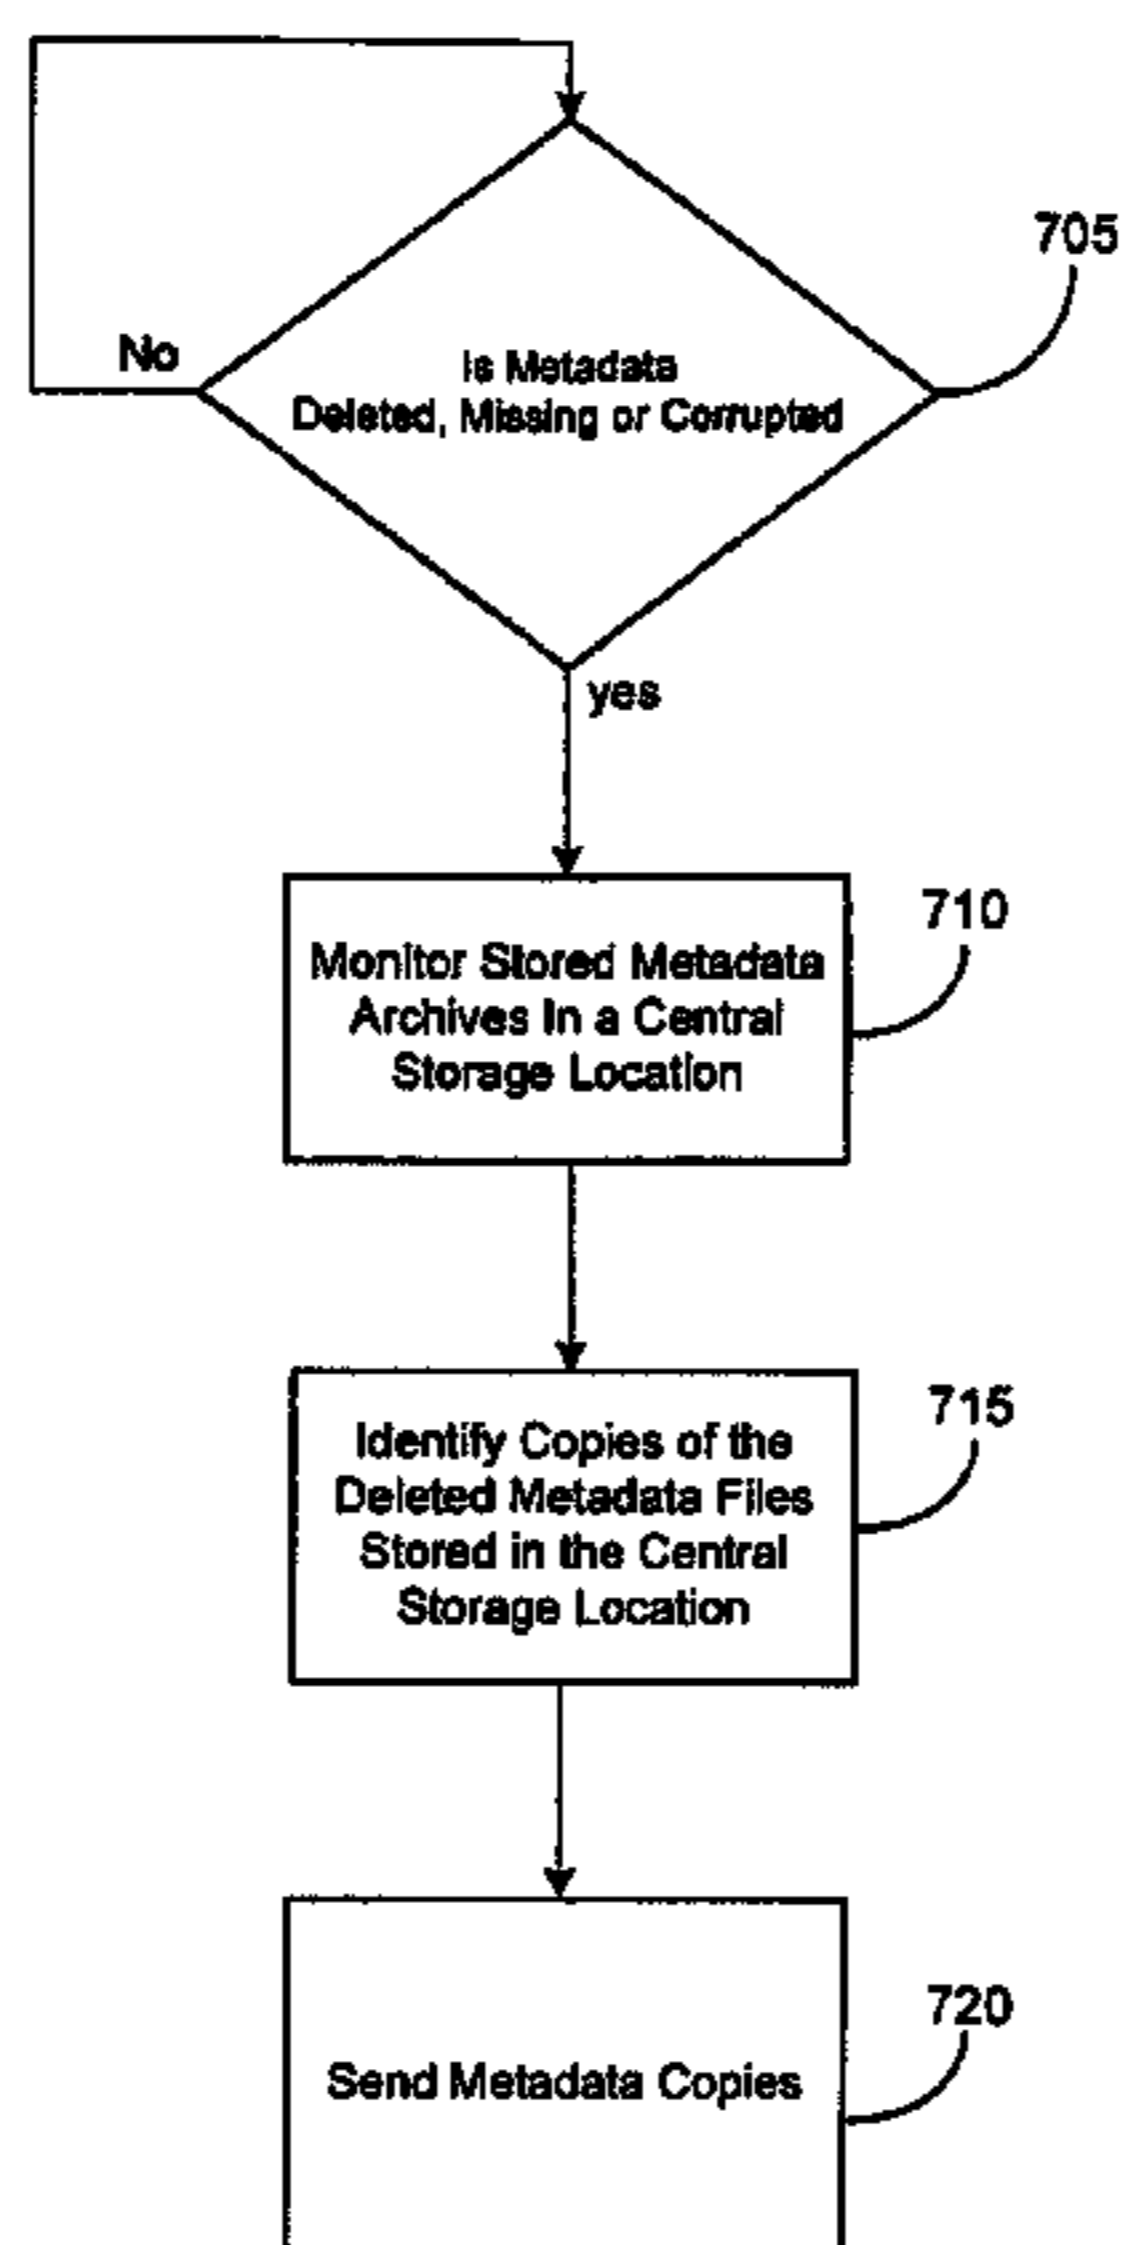 705
No
Is Metadata
Deleted, Missing or Corrupted
yes
710
Monitor Stored Metadata
Archives in a Central
Storage Location
715
Identify Copies of the
Deleted Metadata Files
Stored in the Central
Storage Location
720
Send Metadata Copies